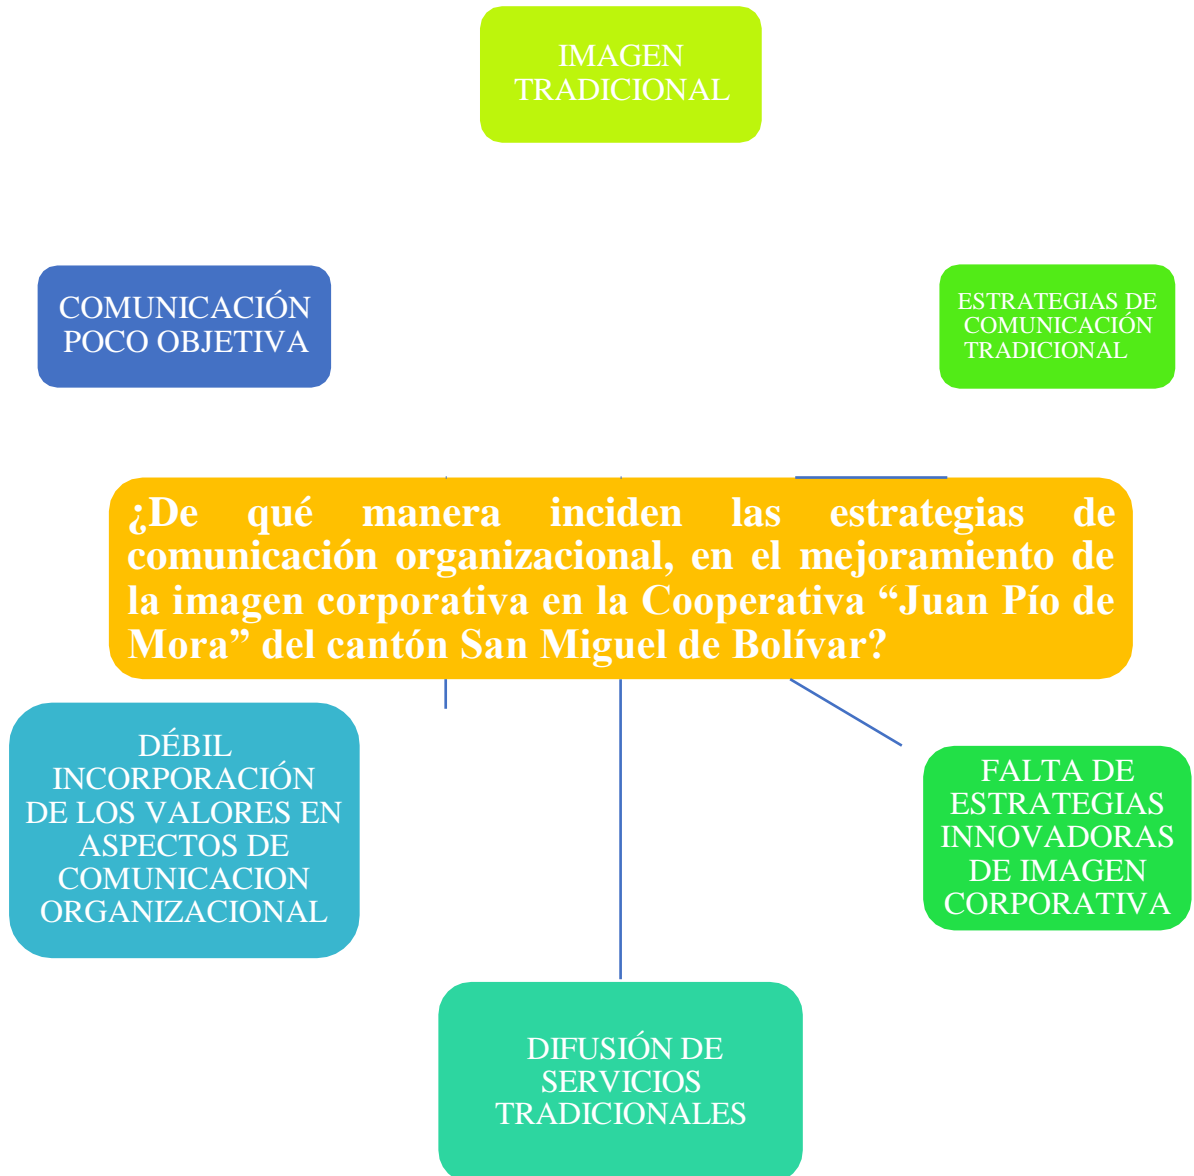 IMAGEN
TRADICIONAL
COMUNICACIÓN
POCO OBJETIVA
ESTRATEGIAS DE
COMUNICACIÓN
TRADICIONAL
¿De qué manera inciden las estrategias de
comunicación organizacional, en el mejoramiento de
la imagen corporativa en la Cooperativa “Juan Pío de
Mora” del cantón San Miguel de Bolívar?
DÉBIL
INCORPORACIÓN
DE LOS VALORES EN
ASPECTOS DE
COMUNICACION
ORGANIZACIONAL
FALTA DE
ESTRATEGIAS
INNOVADORAS
DE IMAGEN
CORPORATIVA
DIFUSIÓN DE
SERVICIOS
TRADICIONALES